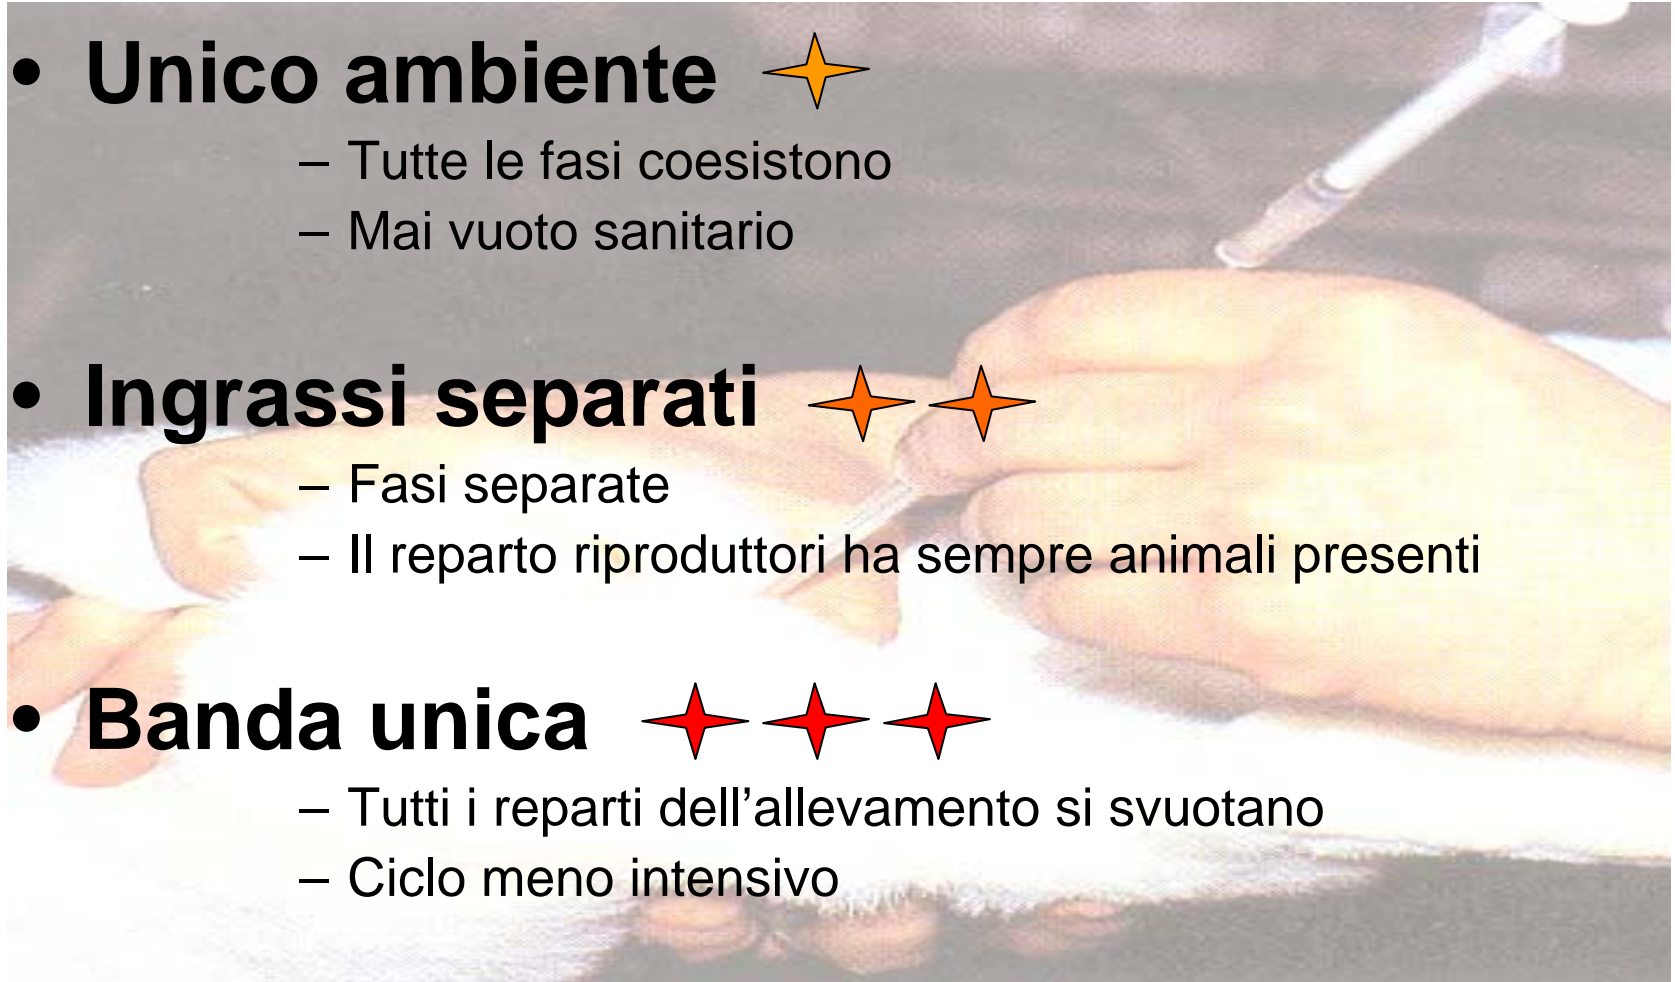 • Unico ambiente
– Tutte le fasi coesistono
– Mai vuoto sanitario
• Ingrassi separati
– Fasi separate
– Il reparto riproduttori ha sempre animali presenti
• Banda unica
– Tutti i reparti dell’allevamento si svuotano
– Ciclo meno intensivo